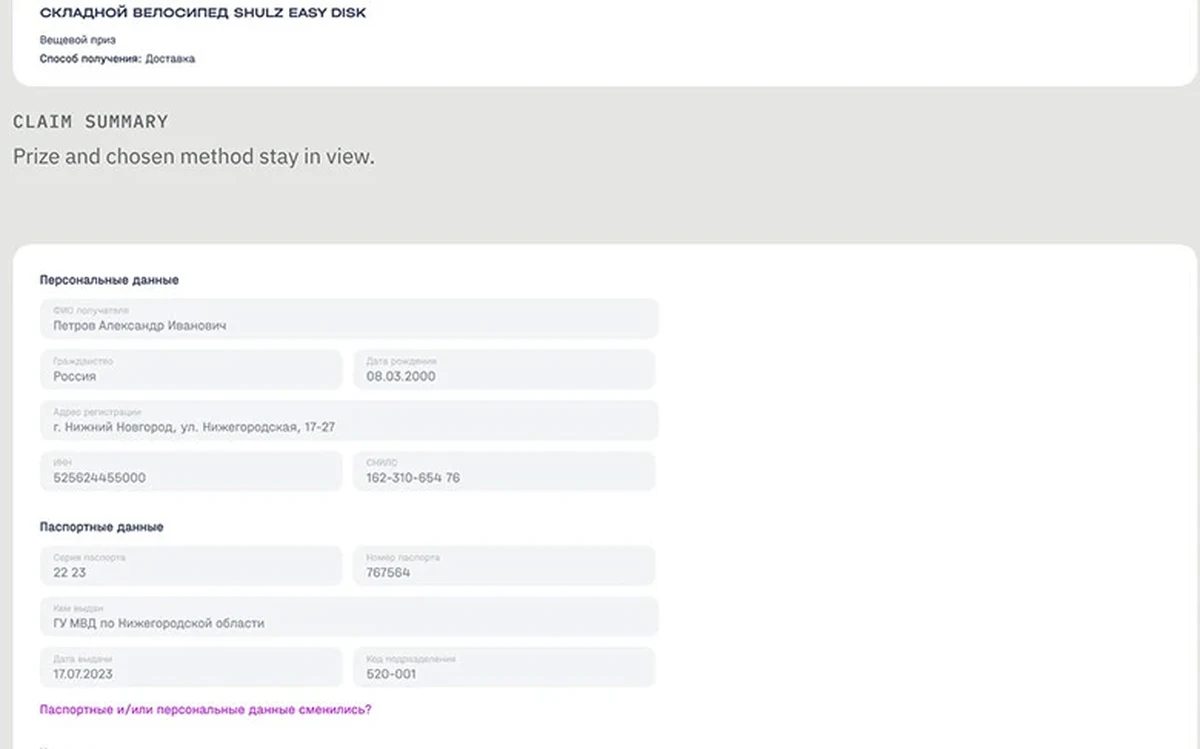 СКЛАДНОЙ ВЕЛОСИПЕД SHULZ EASY DISK
Вещевой приз
Способ получения: Доставка
CLAIM SUMMARY
Prize and chosen method stay in view.
Персональные данные
ФИО получателя
Петров Александр Иванович
Гражданство
Россия
Дата рождения
08.03.2000
Адрес регистрации
г. Нижний Новгород, ул. Нижегородская, 17-27
ИНН
525624455000
СНИЛС
162-310-654 76
Паспортные данные
Серия паспорта
22 23
Номер паспорта
767564
Кем выдан
ГУ МВД по Нижегородской области
Дата выдачи
17.07.2023
Код подразделения
520-001
Паспортные и/или персональные данные сменились?